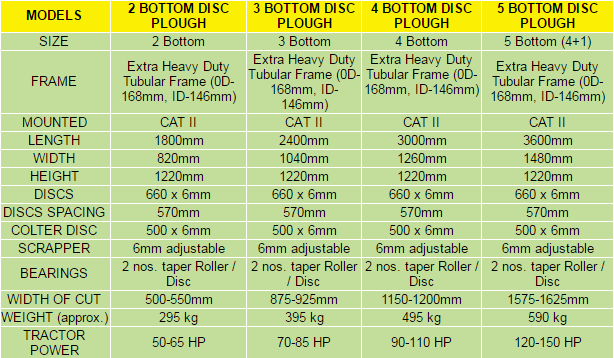 MODELS 2 BOTTOM DISC PLOUGH 3 BOTTOM DISC PLOUGH 4 BOTTOM DISC PLOUGH 5 BOTTOM DISC PLOUGH
SIZE 2 Bottom 3 Bottom 4 Bottom 5 Bottom (4+1)
FRAME Extra Heavy Duty Tubular Frame (0D-168mm, ID-146mm) Extra Heavy Duty Tubular Frame (0D-168mm, ID-146mm) Extra Heavy Duty Tubular Frame (0D-168mm, ID-146mm) Extra Heavy Duty Tubular Frame (0D-168mm, ID-146mm)
MOUNTED CAT II CAT II CAT II CAT II
LENGTH 1800mm 2400mm 3000mm 3600mm
WIDTH 820mm 1040mm 1260mm 1480mm
HEIGHT 1220mm 1220mm 1220mm 1220mm
DISCS 660 x 6mm 660 x 6mm 660 x 6mm 660 x 6mm
DISCS SPACING 570mm 570mm 570mm 570mm
COLTER DISC 500 x 6mm 500 x 6mm 500 x 6mm 500 x 6mm
SCRAPPER 6mm adjustable 6mm adjustable 6mm adjustable 6mm adjustable
BEARINGS 2 nos. taper Roller / Disc 2 nos. taper Roller / Disc 2 nos. taper Roller / Disc 2 nos. taper Roller / Disc
WIDTH OF CUT 500-550mm 875-925mm 1150-1200mm 1575-1625mm
WEIGHT (approx.) 295 kg 395 kg 495 kg 590 kg
TRACTOR POWER 50-65 HP 70-85 HP 90-110 HP 120-150 HP